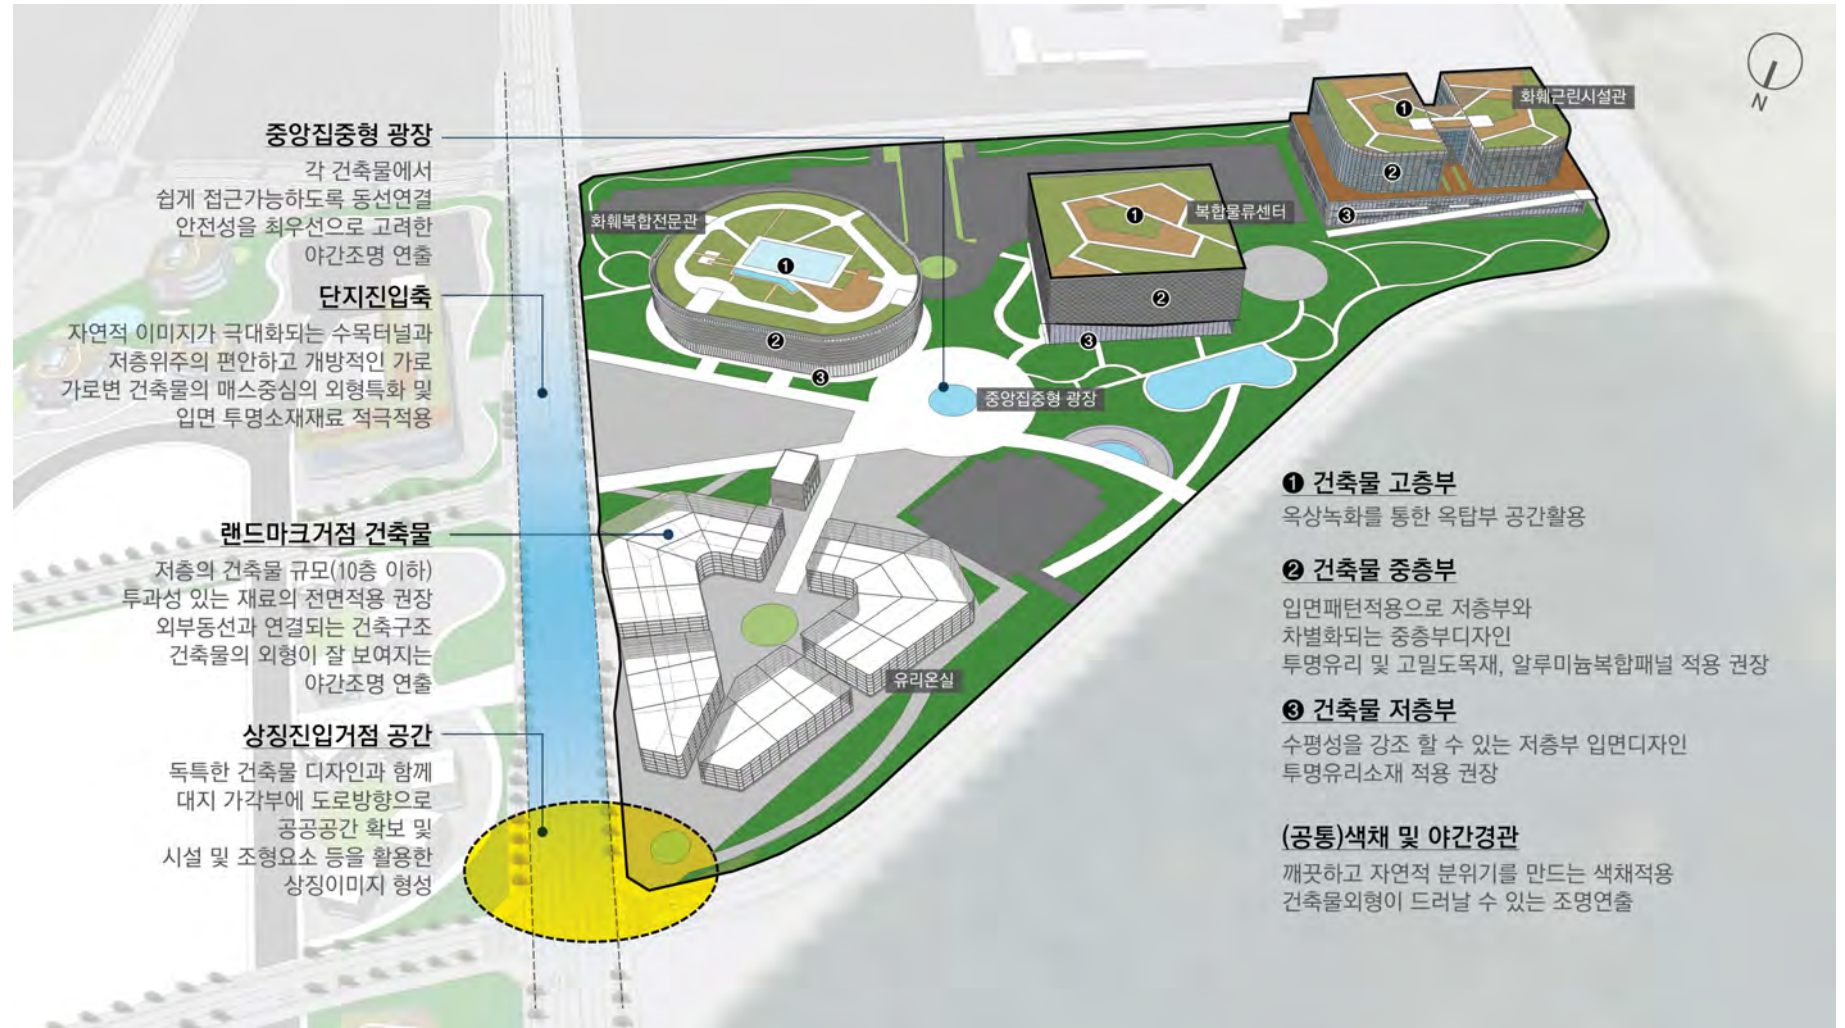 중앙집중형 광장
각 건축물에서
쉽게 접근가능하도록 동선연결
안전성을 최우선으로 고려한
야간조명 연출
단지진입축
자연적 이미지가 극대화되는 수목터널과
저층위주의 편안하고 개방적인 가로
가로변 건축물의 매스중심의 외형특화 및
입면 투명소재재료 적극적용
랜드마크거점 건축물
저층의 건축물 규모(10층 이하)
투과성 있는 재료의 전면적용 권장
외부동선과 연결되는 건축구조
건축물의 외형이 잘 보여지는
야간조명 연출
상징진입거점 공간
독특한 건축물 디자인과 함께
대지 가각부에 도로방향으로
공공공간 확보 및
시설 및 조형요소 등을 활용한
상징이미지 형성
화훼복합전문관
❶
❷
❸
복합물류센터
❶
❷
❸
화훼근린시설관
❶
❷
❸
중앙집중형 광장
유리온실
N
❶ 건축물 고층부
옥상녹화를 통한 옥탑부 공간활용
❷ 건축물 중층부
입면패턴적용으로 저층부와
차별화되는 중층부디자인
투명유리 및 고밀도목재, 알루미늄복합패널 적용 권장
❸ 건축물 저층부
수평성을 강조 할 수 있는 저층부 입면디자인
투명유리소재 적용 권장
(공통)색채 및 야간경관
깨끗하고 자연적 분위기를 만드는 색채적용
건축물외형이 드러날 수 있는 조명연출